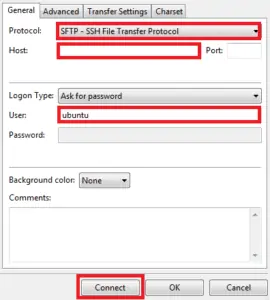 General Advanced Transfer Settings Charset
Protocol: SFTP - SSH File Transfer Protocol
Host: Port:
Logon Type: Ask for password
User: ubuntu
Password:
Background color: None
Comments:
Connect OK Cancel